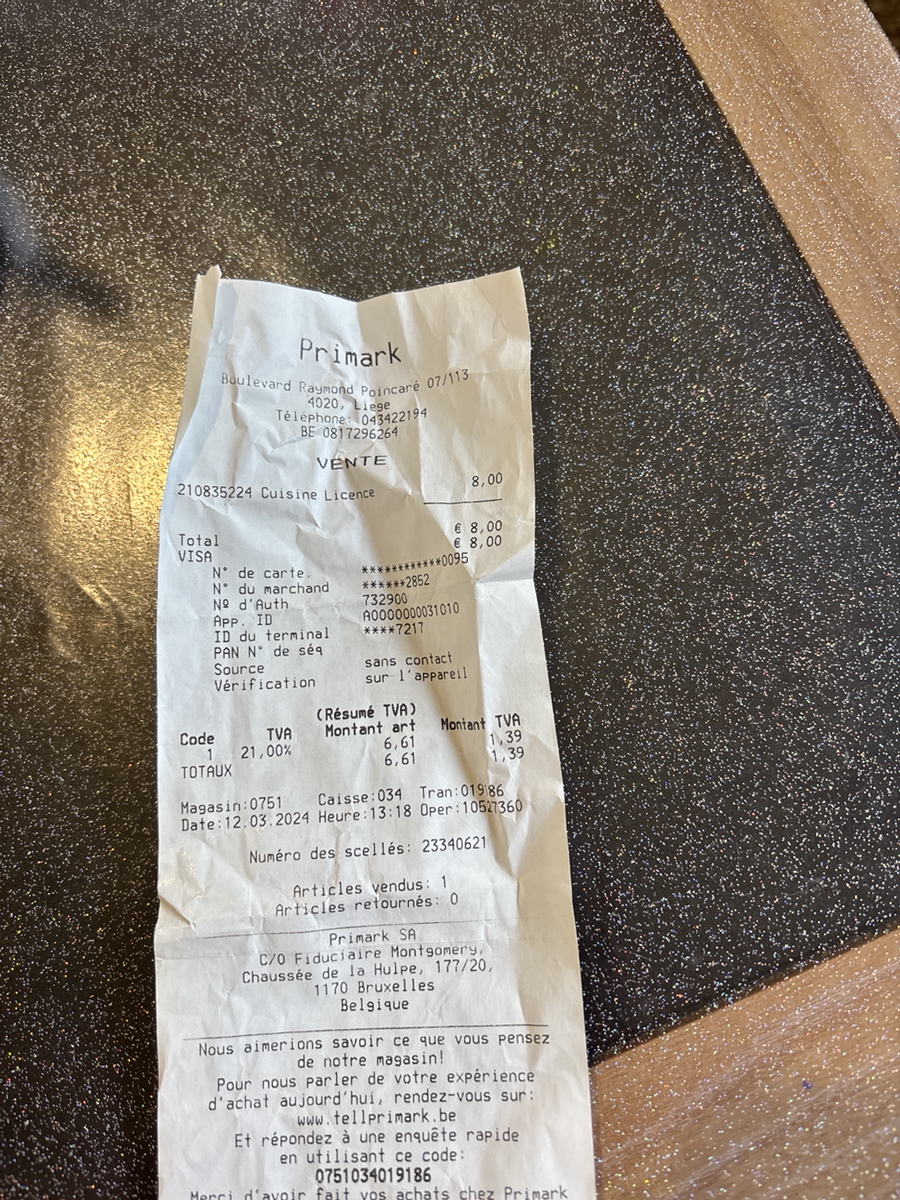 Primark
Boulevard Raymond Poincaré 07/113
4020, Liege
Téléphone: 043422194
BE 0817296264
VENTE
210835224 Cuisine Licence 8,00
Total € 8,00
VISA € 8,00
N° de carte. ************0095
N° du marchand ******2852
Nº d'Auth 732900
App. ID A0000000031010
ID du terminal ****7217
PAN N° de séq
Source sans contact
Vérification sur l'appareil
(Résumé TVA)
Code TVA Montant art Montant TVA
1 21,00% 6,61 1,39
TOTAUX 6,61 1,39
Magasin:0751 Caisse:034 Tran:019186
Date:12.03.2024 Heure:13:18 Oper:10527360
Numéro des scellés: 23340621
Articles vendus: 1
Articles retournés: 0
Primark SA
C/O Fiduciaire Montgomery,
Chaussée de la Hulpe, 177/20,
1170 Bruxelles
Belgique
Nous aimerions savoir ce que vous pensez
de notre magasin!
Pour nous parler de votre expérience
d'achat aujourd'hui, rendez-vous sur:
www.tellprimark.be
Et répondez à une enquête rapide
en utilisant ce code:
0751034019186
Merci d'avoir fait vos achats chez Primark